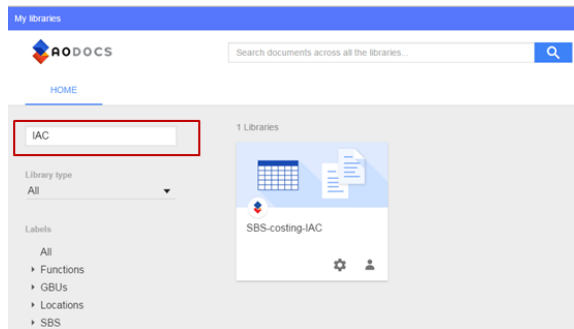 My libraries
AODOCS
Search documents across all the libraries...
HOME
IAC
1 Libraries
Library type
All
SBS-costing-IAC
Labels
All
Functions
GBUs
Locations
SBS